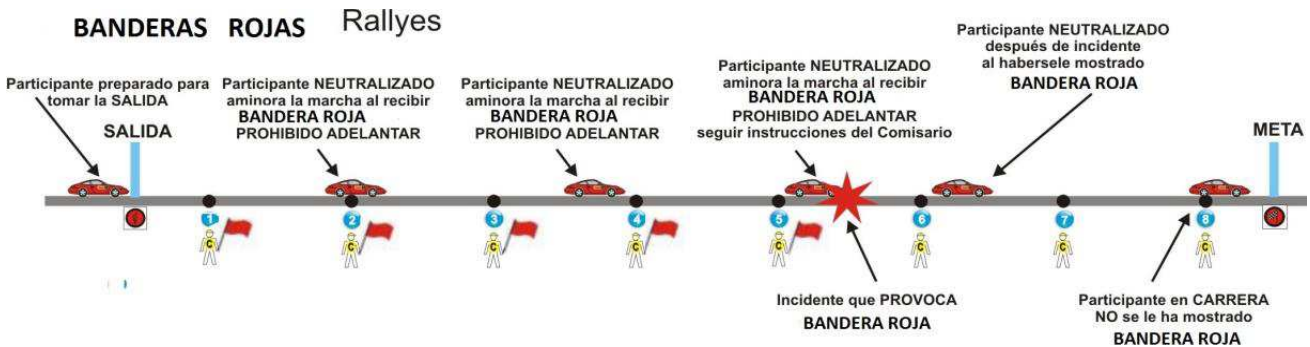 BANDERAS ROJAS Rallyes
Participante preparado para
tomar la SALIDA
SALIDA
Participante NEUTRALIZADO
aminora la marcha al recibir
BANDERA ROJA
PROHIBIDO ADELANTAR
Participante NEUTRALIZADO
aminora la marcha al recibir
BANDERA ROJA
PROHIBIDO ADELANTAR
Participante NEUTRALIZADO
aminora la marcha al recibir
BANDERA ROJA
PROHIBIDO ADELANTAR
seguir instrucciones del Comisario
Participante NEUTRALIZADO
después de incidente
al habersele mostrado
BANDERA ROJA
META
1 2 3 4 5 6 7 8
C C C C C C C C
Incidente que PROVOCA
BANDERA ROJA
Participante en CARRERA
NO se le ha mostrado
BANDERA ROJA